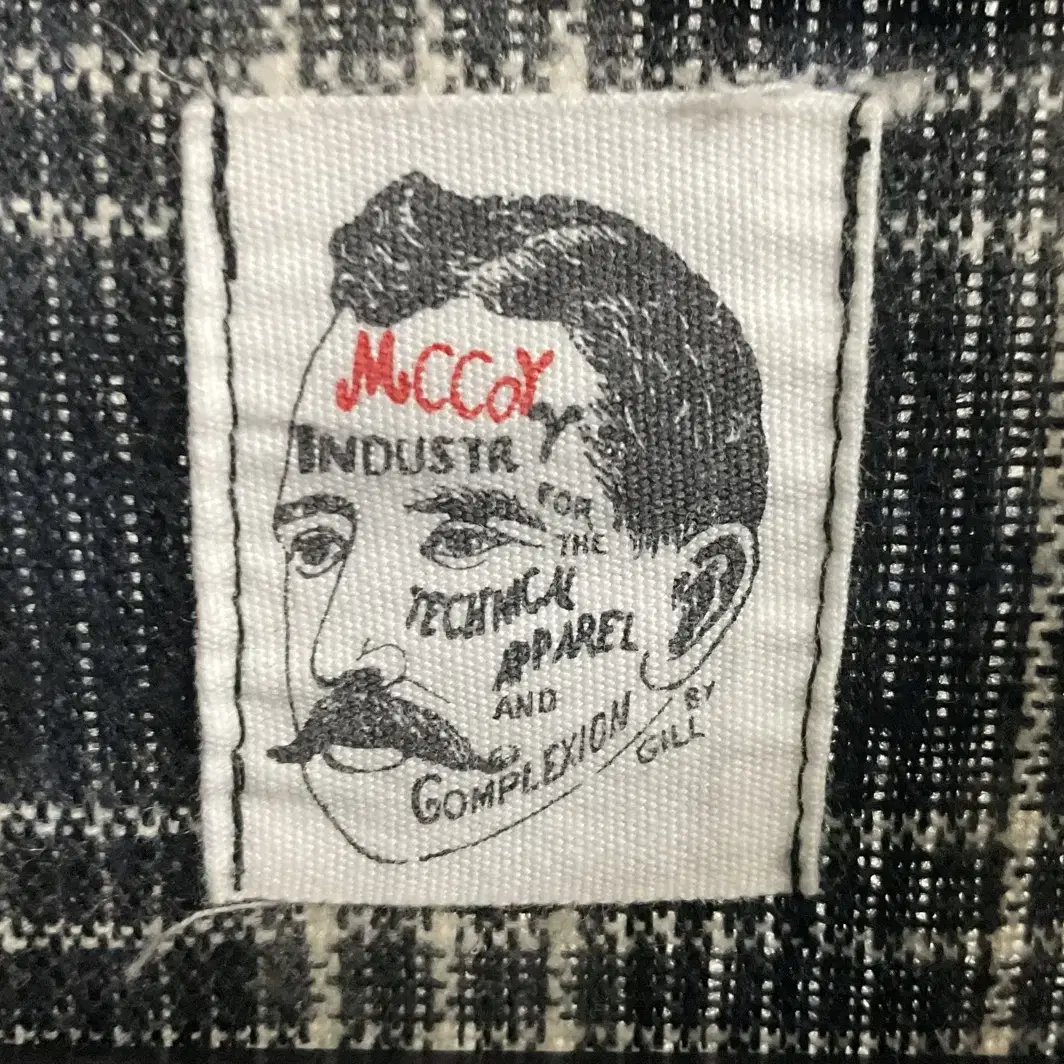 McCoy
INDUSTRY
FOR
THE
TECHNICAL
APPAREL
AND
COMPLEXION
BY
GILL